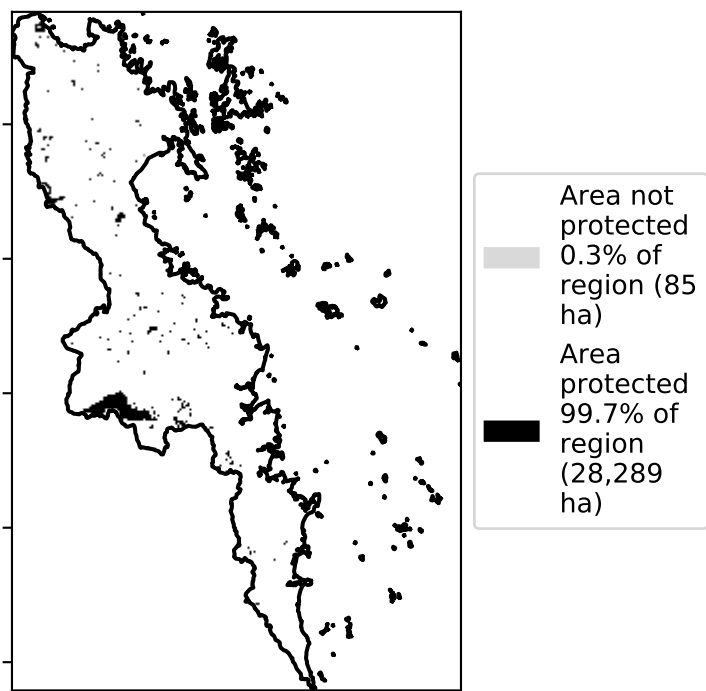 Area not
protected
0.3% of
region (85
ha)
Area
protected
99.7% of
region
(28,289
ha)